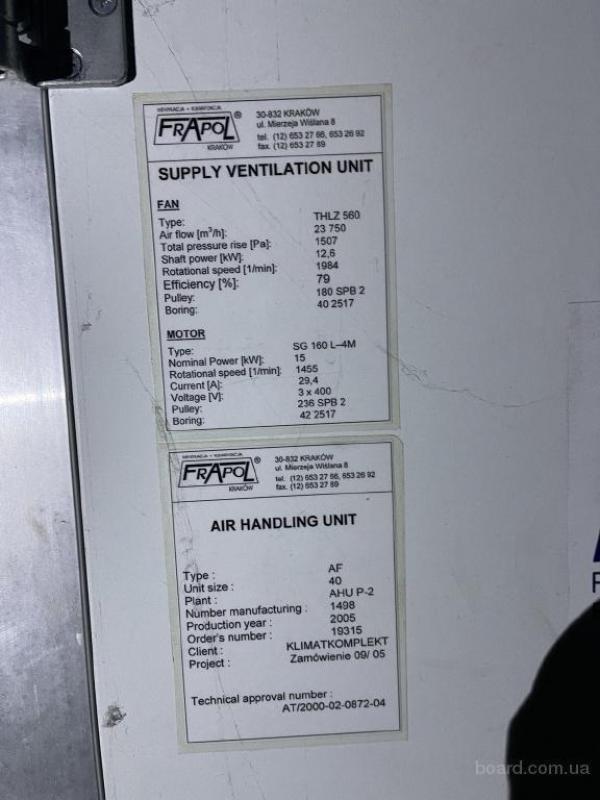 FRAPOL®
KRAKÓW
30-832 KRAKÓW
ul. Mierzeja Wiślana 8
tel. (12) 653 27 66, 653 26 92
fax. (12) 653 27 89
SUPPLY VENTILATION UNIT
FAN
Type: THLZ 560
Air flow [m³/h]: 23 750
Total pressure rise [Pa]: 1507
Shaft power [kW]: 12,6
Rotational speed [1/min]: 1984
Efficiency [%]: 79
Pulley: 180 SPB 2
Boring: 40 2517
MOTOR
Type: SG 160 L-4M
Nominal Power [kW]: 15
Rotational speed [1/min]: 1455
Current [A]: 29,4
Voltage [V]: 3 x 400
Pulley: 236 SPB 2
Boring: 42 2517
FRAPOL®
KRAKÓW
30-832 KRAKÓW
ul. Mierzeja Wiślana 8
tel. (12) 653 27 66, 653 26 92
fax. (12) 653 27 89
AIR HANDLING UNIT
Type : AF
Unit size : 40
Plant : AHU P-2
Number manufacturing : 1498
Production year : 2005
Order's number : 19315
Client : KLIMATKOMPLEKT
Project : Zamówienie 09/ 05
Technical approval number :
AT/2000-02-0872-04
board.com.ua